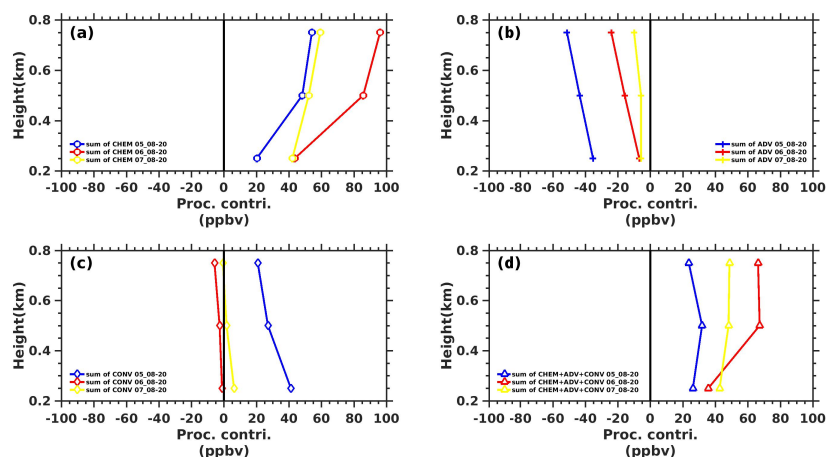 (a)
Height(km)
0.8
0.6
0.4
0.2
sum of CHEM 05_08-20
sum of CHEM 06_08-20
sum of CHEM 07_08-20
-100 -80 -60 -40 -20 0 20 40 60 80 100
Proc. contri.
(ppbv)
(b)
Height(km)
0.8
0.6
0.4
0.2
sum of ADV 05_08-20
sum of ADV 06_08-20
sum of ADV 07_08-20
-100 -80 -60 -40 -20 0 20 40 60 80 100
Proc. contri.
(ppbv)
(c)
Height(km)
0.8
0.6
0.4
0.2
sum of CONV 05_08-20
sum of CONV 06_08-20
sum of CONV 07_08-20
-100 -80 -60 -40 -20 0 20 40 60 80 100
Proc. contri.
(ppbv)
(d)
Height(km)
0.8
0.6
0.4
0.2
sum of CHEM+ADV+CONV 05_08-20
sum of CHEM+ADV+CONV 06_08-20
sum of CHEM+ADV+CONV 07_08-20
-100 -80 -60 -40 -20 0 20 40 60 80 100
Proc. contri.
(ppbv)